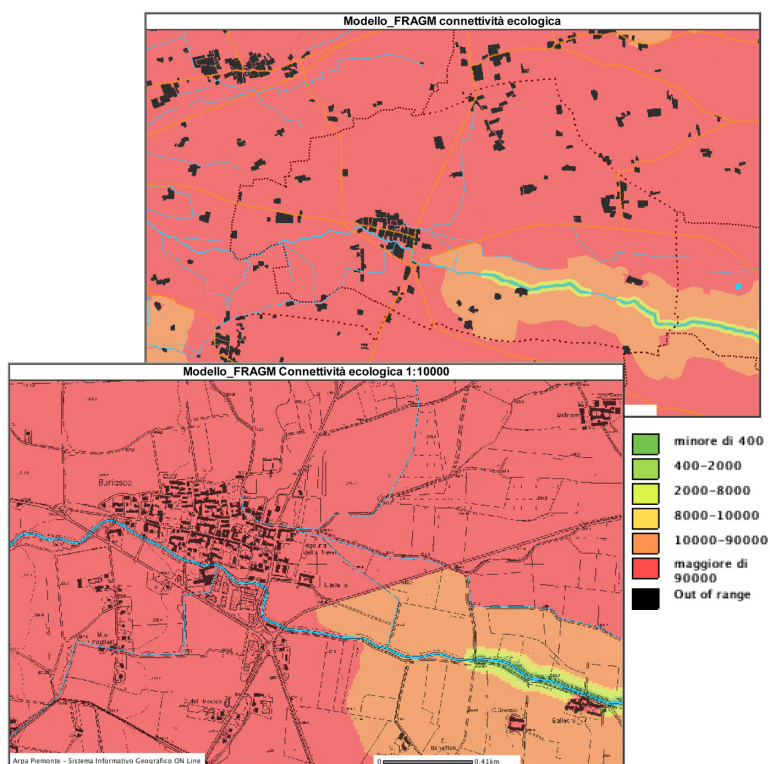 Modello_FRAGM connettività ecologica
Modello_FRAGM Connettività ecologica 1:10000
Buriasco
minore di 400
400-2000
2000-8000
8000-10000
10000-90000
maggiore di
90000
Out of range
Arpa Piemonte - Sistema Informativo Geografico ON Line
0 0.41km